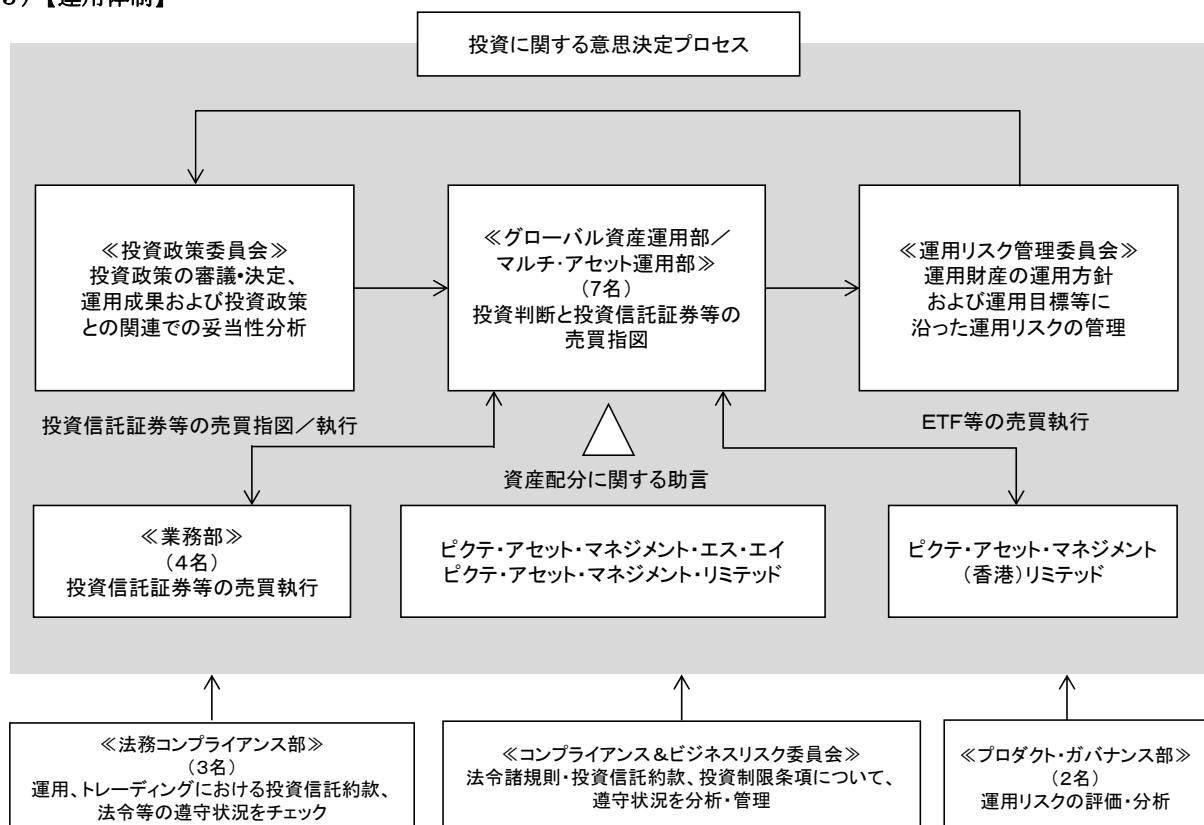 【運用体制】
投資に関する意思決定プロセス
≪投資政策委員会≫
投資政策の審議・決定、
運用成果および投資政策
との関連での妥当性分析
≪グローバル資産運用部／
マルチ・アセット運用部≫
（7名）
投資判断と投資信託証券等の
売買指図
≪運用リスク管理委員会≫
運用財産の運用方針
および運用目標等に
沿った運用リスクの管理
投資信託証券等の売買指図／執行
ETF等の売買執行
資産配分に関する助言
≪業務部≫
（4名）
投資信託証券等の売買執行
ピクテ・アセット・マネジメント・エス・エイ
ピクテ・アセット・マネジメント・リミテッド
ピクテ・アセット・マネジメント
（香港）リミテッド
≪法務コンプライアンス部≫
（3名）
運用、トレーディングにおける投資信託約款、
法令等の遵守状況をチェック
≪コンプライアンス＆ビジネスリスク委員会≫
法令諸規則・投資信託約款、投資制限条項について、
遵守状況を分析・管理
≪プロダクト・ガバナンス部≫
（2名）
運用リスクの評価・分析